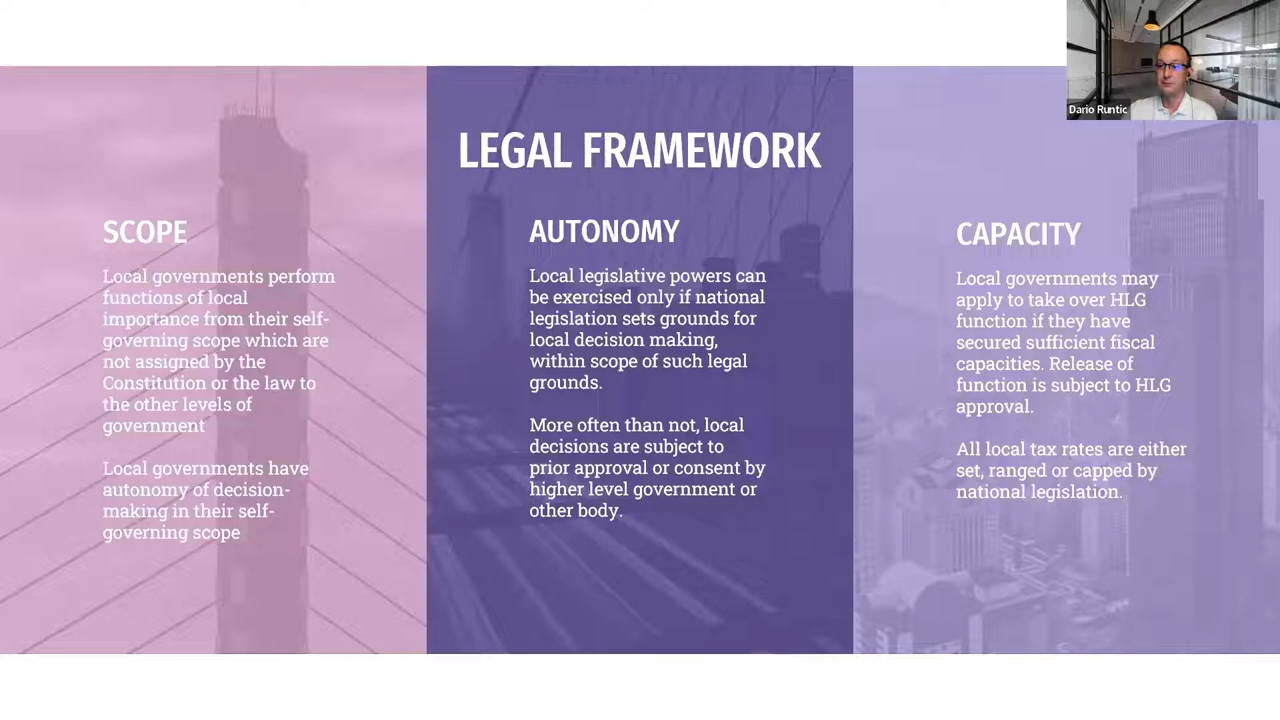 Dario Runtic
LEGAL FRAMEWORK
SCOPE
Local governments perform
functions of local
importance from their self-
governing scope which are
not assigned by the
Constitution or the law to
the other levels of
government
Local governments have
autonomy of decision-
making in their self-
governing scope
AUTONOMY
Local legislative powers can
be exercised only if national
legislation sets grounds for
local decision making,
within scope of such legal
grounds.
More often than not, local
decisions are subject to
prior approval or consent by
higher level government or
other body.
CAPACITY
Local governments may
apply to take over HLG
function if they have
secured sufficient fiscal
capacities. Release of
function is subject to HLG
approval.
All local tax rates are either
set, ranged or capped by
national legislation.